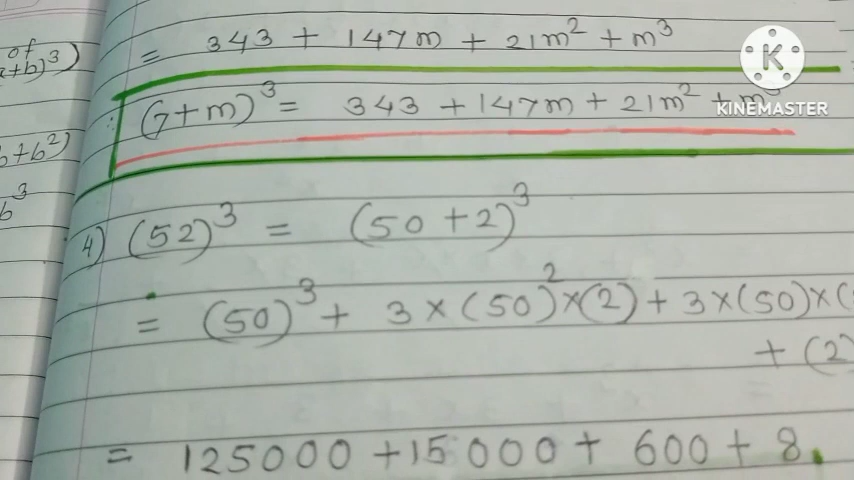 = 343 + 147m + 21m² + m³
of
a+b)³)
∴ (7+m)³ = 343 + 147m + 21m² + m³
KINEMASTER
b+b²)
b³
4) (52)³ = (50+2)³
= (50)³ + 3×(50)²×(2) + 3×(50)×(
+ (2)
= 125000 + 15000 + 600 + 8.